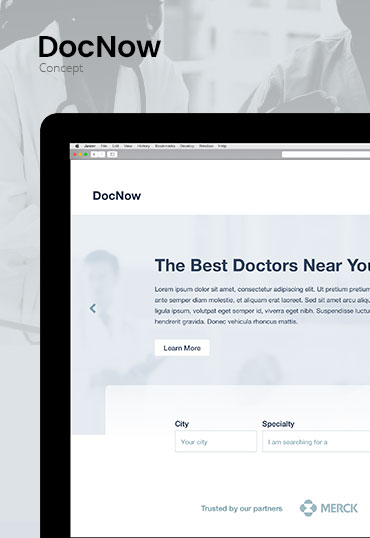 DocNow
Concept
File Edit View History Bookmarks Develop Window Help
DocNow
The Best Doctors Near You
Lorem ipsum dolor sit amet, consectetur adipiscing elit. Ut pretium pretium
ante semper diam molestie, et aliquam erat laoreet. Sed sit amet arcu aliqu
ligula ipsum, volutpat eget semper id, viverra eget nibh. Suspendisse luctu
hendrerit gravida. Donec vehicula rhoncus mattis.
Learn More
City
Specialty
Your city
I am searching for a
Trusted by our partners
MERCK